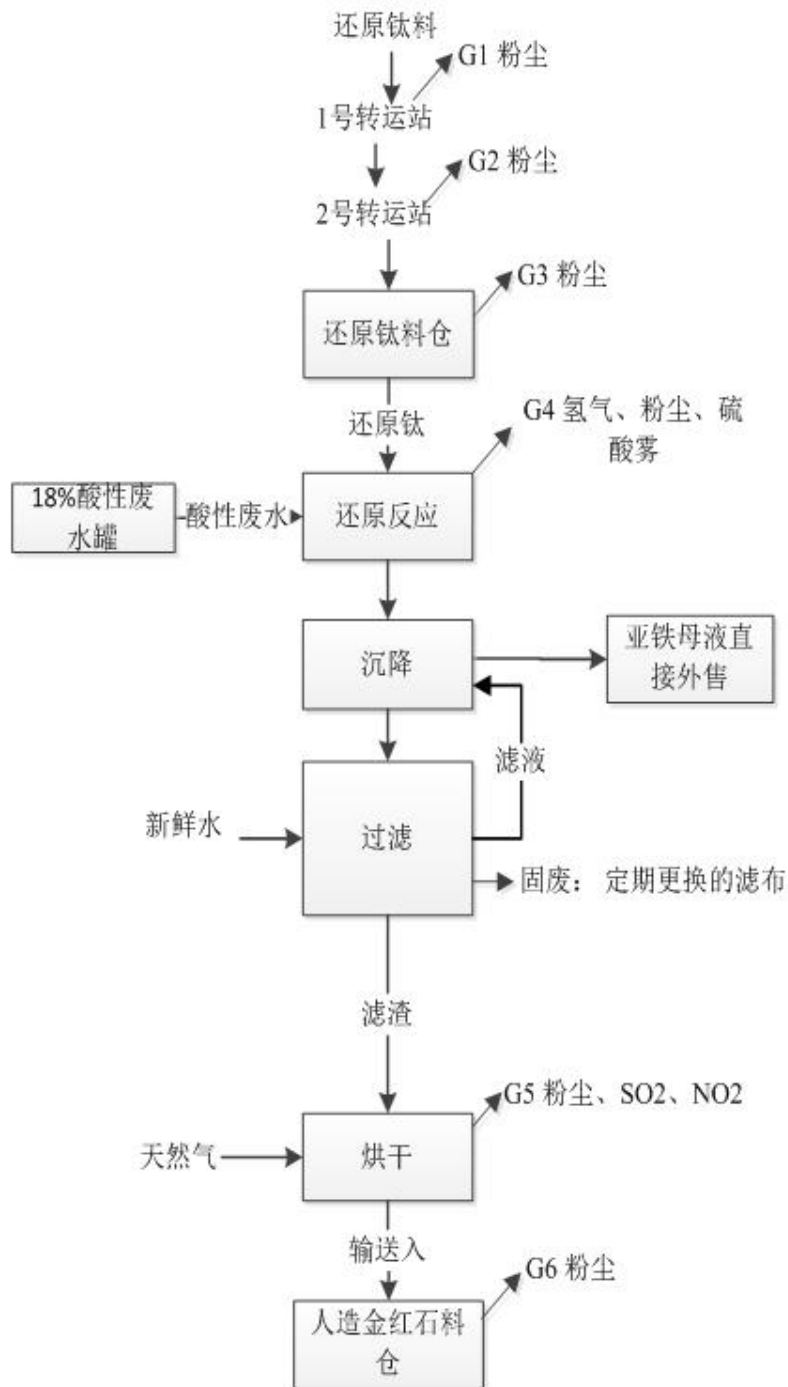 还原钛料
G1 粉尘
1号转运站
G2 粉尘
2号转运站
G3 粉尘
还原钛料仓
还原钛
G4 氢气、粉尘、硫
酸雾
18%酸性废
水罐
酸性废水
还原反应
沉降
亚铁母液直
接外售
滤液
新鲜水
过滤
固废： 定期更换的滤布
滤渣
G5 粉尘、SO2、NO2
天然气
烘干
输送入
G6 粉尘
人造金红石料
仓